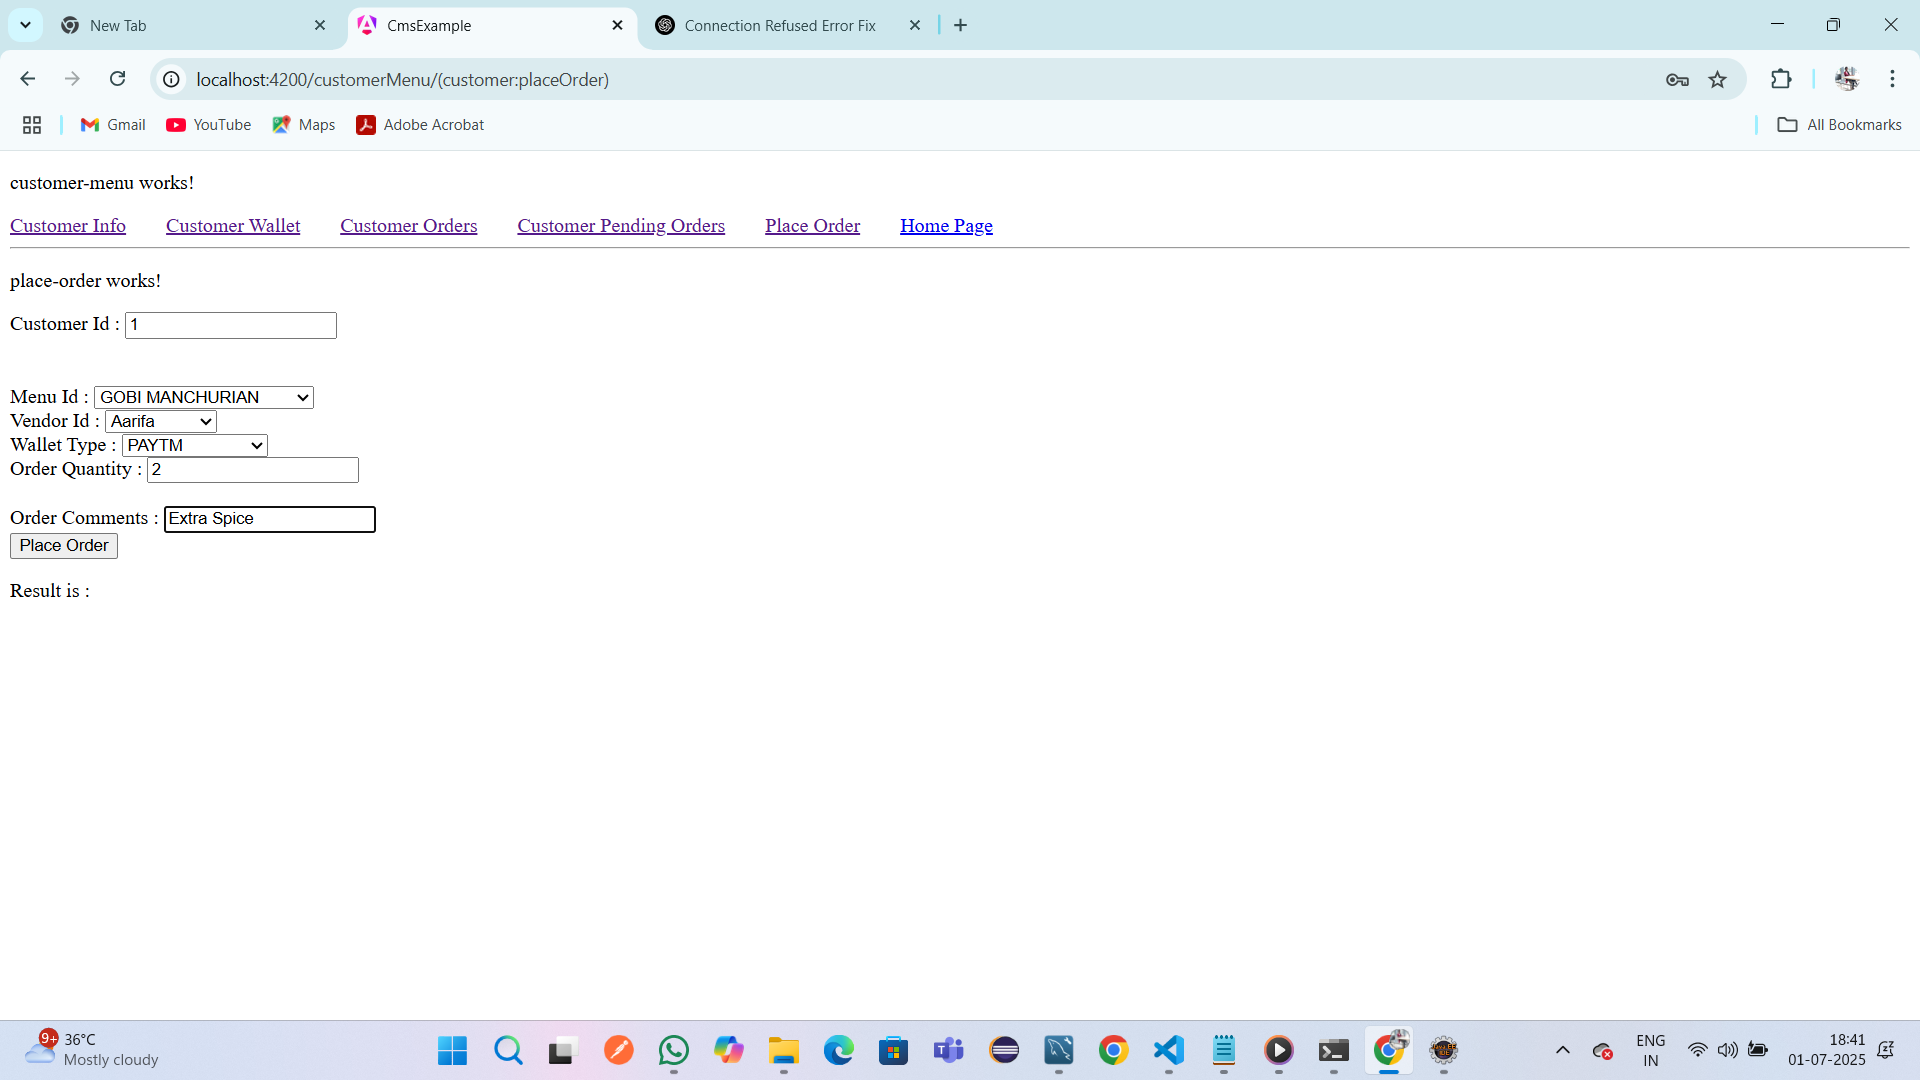 New Tab
CmsExample
Connection Refused Error Fix
localhost:4200/customerMenu/(customer:placeOrder)
Gmail
YouTube
Maps
Adobe Acrobat
All Bookmarks
customer-menu works!
Customer Info Customer Wallet Customer Orders Customer Pending Orders Place Order Home Page
place-order works!
Customer Id : 1
Menu Id : GOBI MANCHURIAN
Vendor Id : Aarifa
Wallet Type : PAYTM
Order Quantity : 2
Order Comments : Extra Spice
Place Order
Result is :
9+
36°C
Mostly cloudy
ENG
IN
18:41
01-07-2025